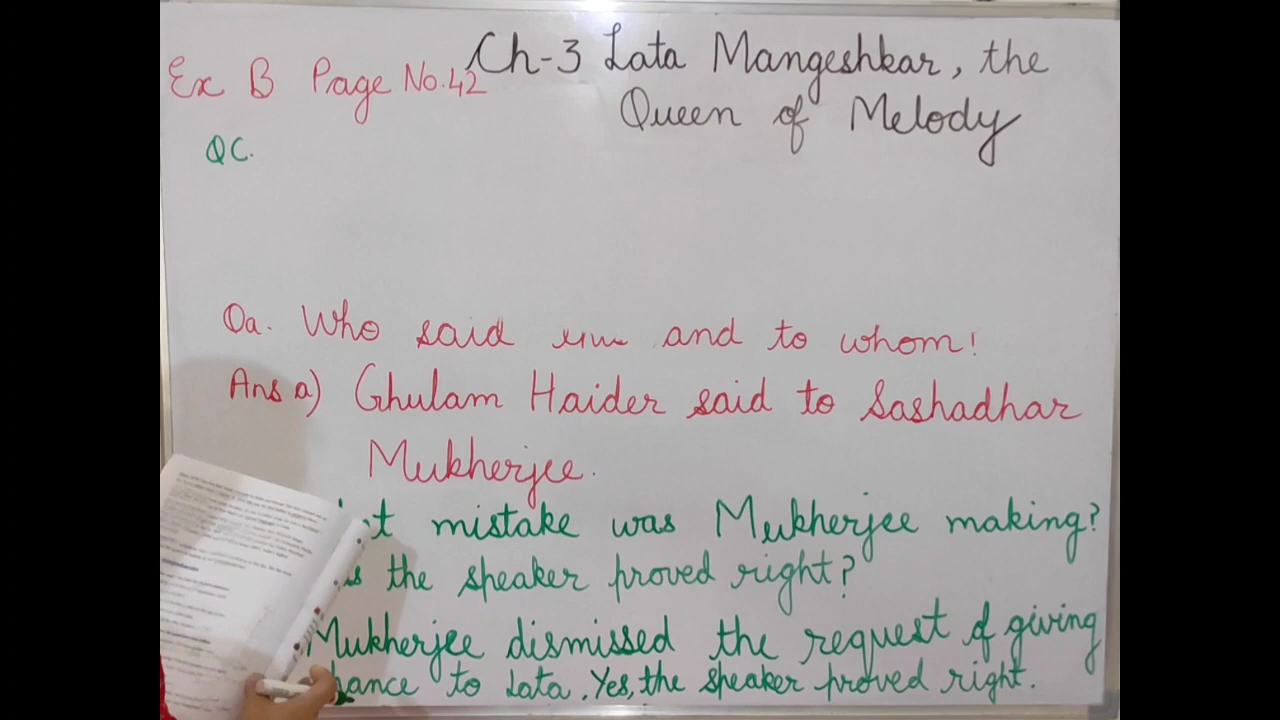 Ch-3 Lata Mangeshkar, the
Queen of Melody
Ex B Page No. 42
QC.
Qa. Who said and to whom!
Ans a) Ghulam Haider said to Sashadhar
Mukherjee.
mistake was Mukherjee making?
the speaker proved right?
Mukherjee dismissed the request of giving
to Lata. Yes, the speaker proved right.